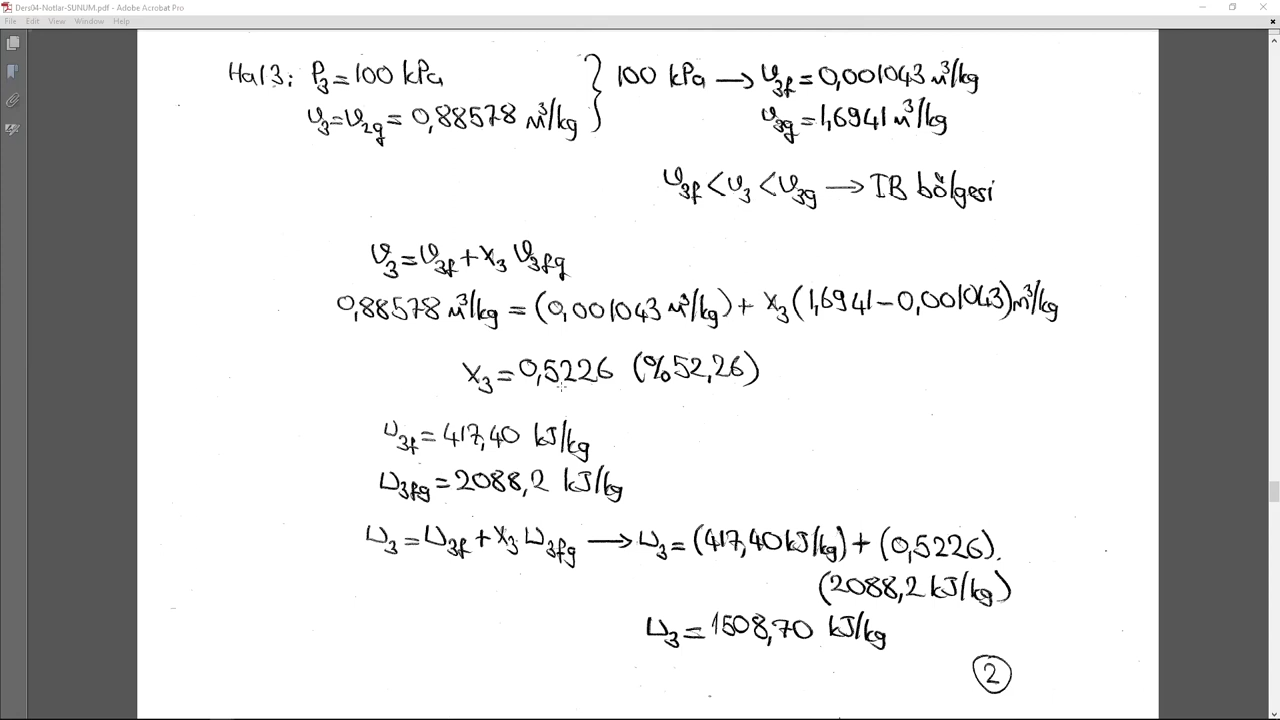 Ders04-Notlar-SUNUM.pdf - Adobe Acrobat Pro
File Edit View Window Help
Hal 3: P₃=100 kPa
v₃=v₂g=0,88578 m³/kg
} 100 kPa → v₃f=0,001043 m³/kg
v₃g=1,6941 m³/kg
v₃f<v₃<v₃g → IB bölgesi
v₃=v₃f+x₃ v₃fg
0,88578 m³/kg = (0,001043 m³/kg) + x₃(1,6941-0,001043) m³/kg
x₃=0,5226 (%52,26)
u₃f=417,40 kJ/kg
u₃fg=2088,2 kJ/kg
u₃=u₃f+x₃ u₃fg → u₃=(417,40 kJ/kg)+(0,5226).
(2088,2 kJ/kg)
u₃=1508,70 kJ/kg
2